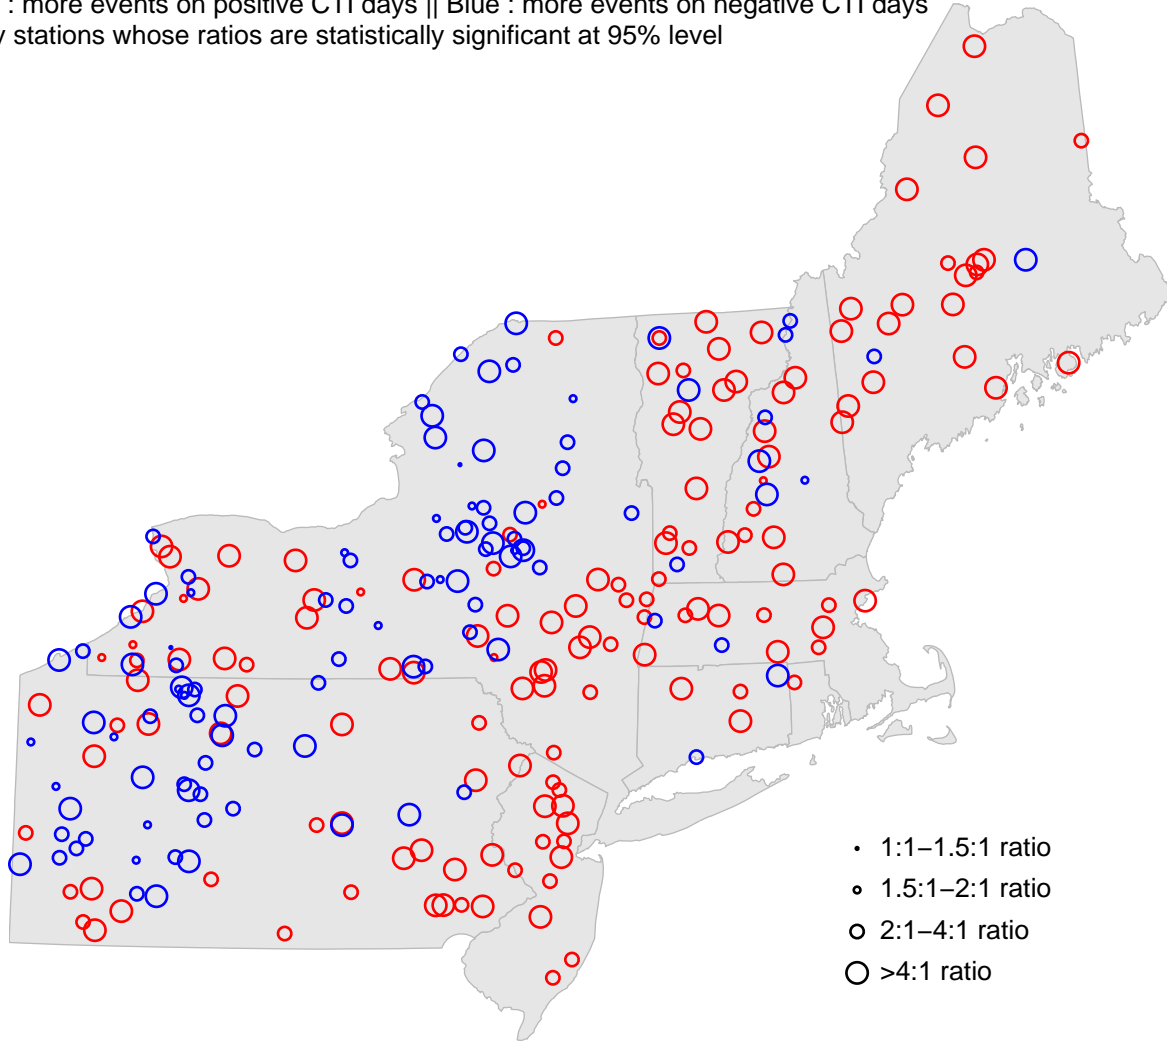 : more events on positive CTI days || Blue : more events on negative CTI days
y stations whose ratios are statistically significant at 95% level
1:1–1.5:1 ratio
1.5:1–2:1 ratio
2:1–4:1 ratio
>4:1 ratio